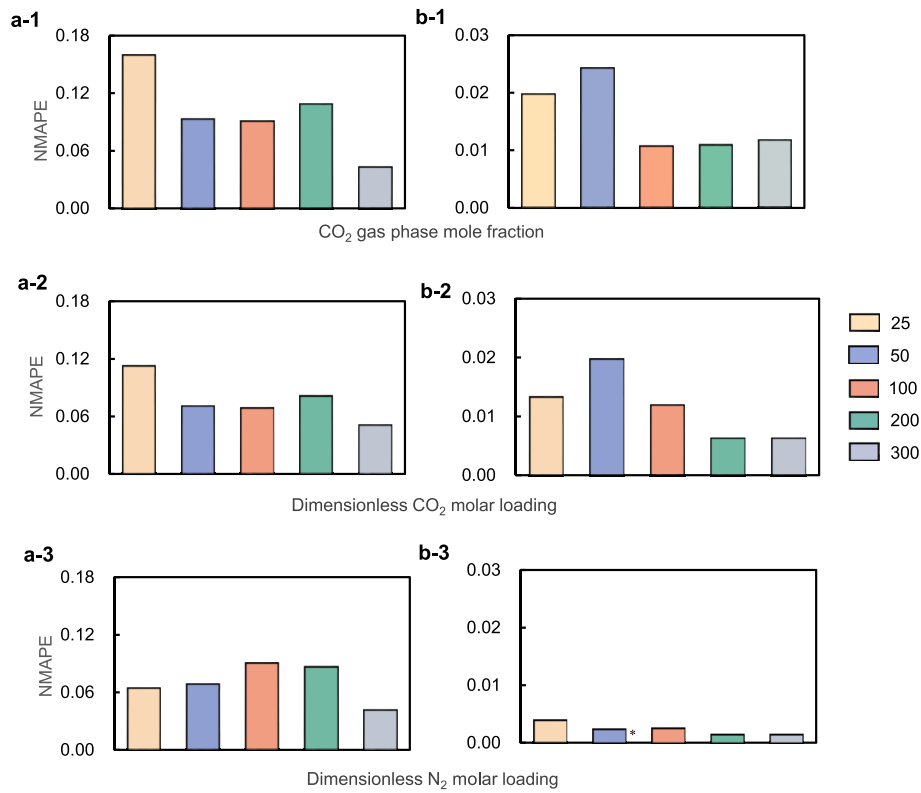 a-1
b-1
NMAPE
0.18
0.12
0.06
0.00
0.03
0.02
0.01
0.00
CO₂ gas phase mole fraction
a-2
b-2
NMAPE
0.18
0.12
0.06
0.00
0.03
0.02
0.01
0.00
25
50
100
200
300
Dimensionless CO₂ molar loading
a-3
b-3
NMAPE
0.18
0.12
0.06
0.00
0.03
0.02
0.01
0.00
*
Dimensionless N₂ molar loading